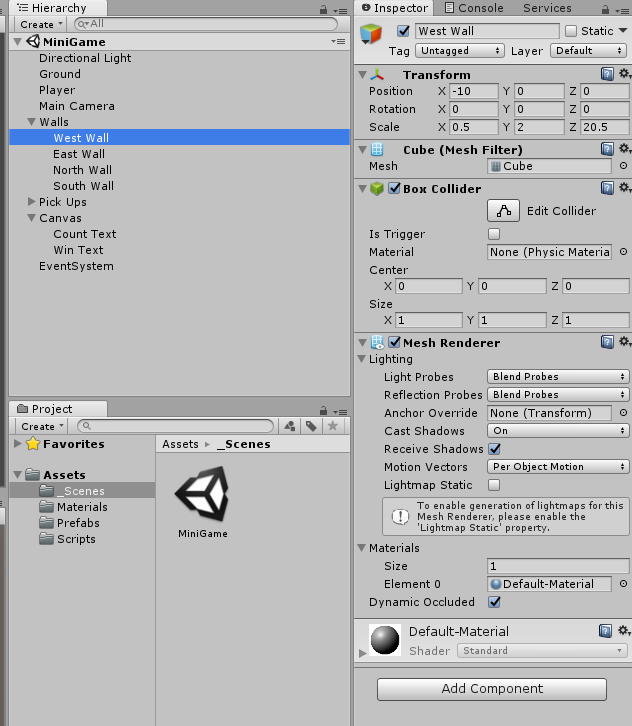 Hierarchy
Create
All
MiniGame
Directional Light
Ground
Player
Main Camera
Walls
West Wall
East Wall
North Wall
South Wall
Pick Ups
Canvas
Count Text
Win Text
EventSystem
Project
Create
Favorites
Assets
_Scenes
Materials
Prefabs
Scripts
Assets _Scenes
MiniGame
Inspector Console Services
West Wall Static
Tag Untagged Layer Default
Transform
Position X -10 Y 0 Z 0
Rotation X 0 Y 0 Z 0
Scale X 0.5 Y 2 Z 20.5
Cube (Mesh Filter)
Mesh Cube
Box Collider
Edit Collider
Is Trigger
Material None (Physic Materia
Center
X 0 Y 0 Z 0
Size
X 1 Y 1 Z 1
Mesh Renderer
Lighting
Light Probes Blend Probes
Reflection Probes Blend Probes
Anchor Override None (Transform)
Cast Shadows On
Receive Shadows
Motion Vectors Per Object Motion
Lightmap Static
To enable generation of lightmaps for this
Mesh Renderer, please enable the
'Lightmap Static' property.
Materials
Size 1
Element 0 Default-Material
Dynamic Occluded
Default-Material
Shader Standard
Add Component